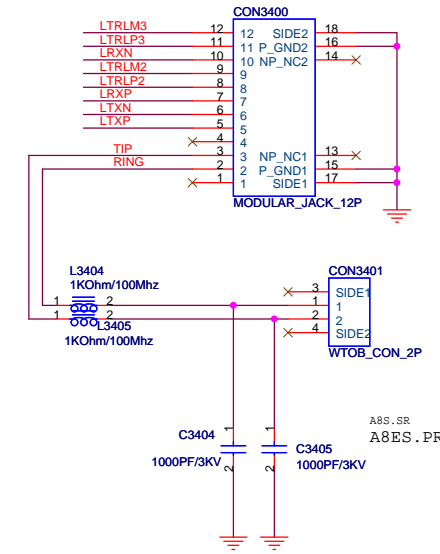 CON3400
LTRLM3 12 12 SIDE2 18
LTRLP3 11 11 P_GND2 16
LRXN 10 10 NP_NC2 14
LTRLM2 9 9
LTRLP2 8 8
LRXP 7 7
LTXN 6 6
LTXP 5 5
4 4
TIP 3 3 NP_NC1 13
RING 2 2 P_GND1 15
1 1 SIDE1 17
MODULAR_JACK_12P
L3404
1KOhm/100Mhz
CON3401
3 SIDE1
1 2 1 1
1 2 2 2
L3405
4 SIDE2
1KOhm/100Mhz
WTOB_CON_2P
A8S.SR
A8ES.PR
1 1
C3404
C3405
1000PF/3KV
1000PF/3KV
2 2